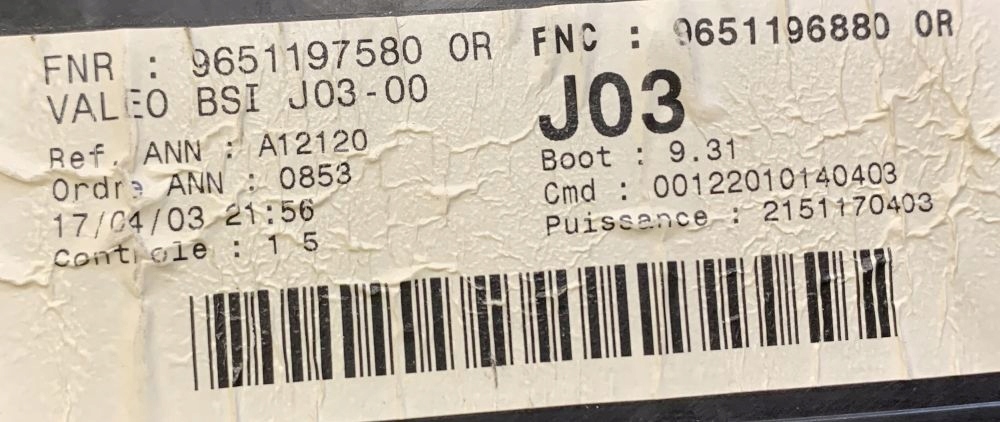 FNR : 9651197580 OR
VALEO BSI J03-00
Ref. ANN : A12120
Ordre ANN : 0853
17/04/03 21:56
Controle : 1 5
FNC : 9651196880 OR
J03
Boot : 9.31
Cmd : 00122010140403
Puissance : 2151170403